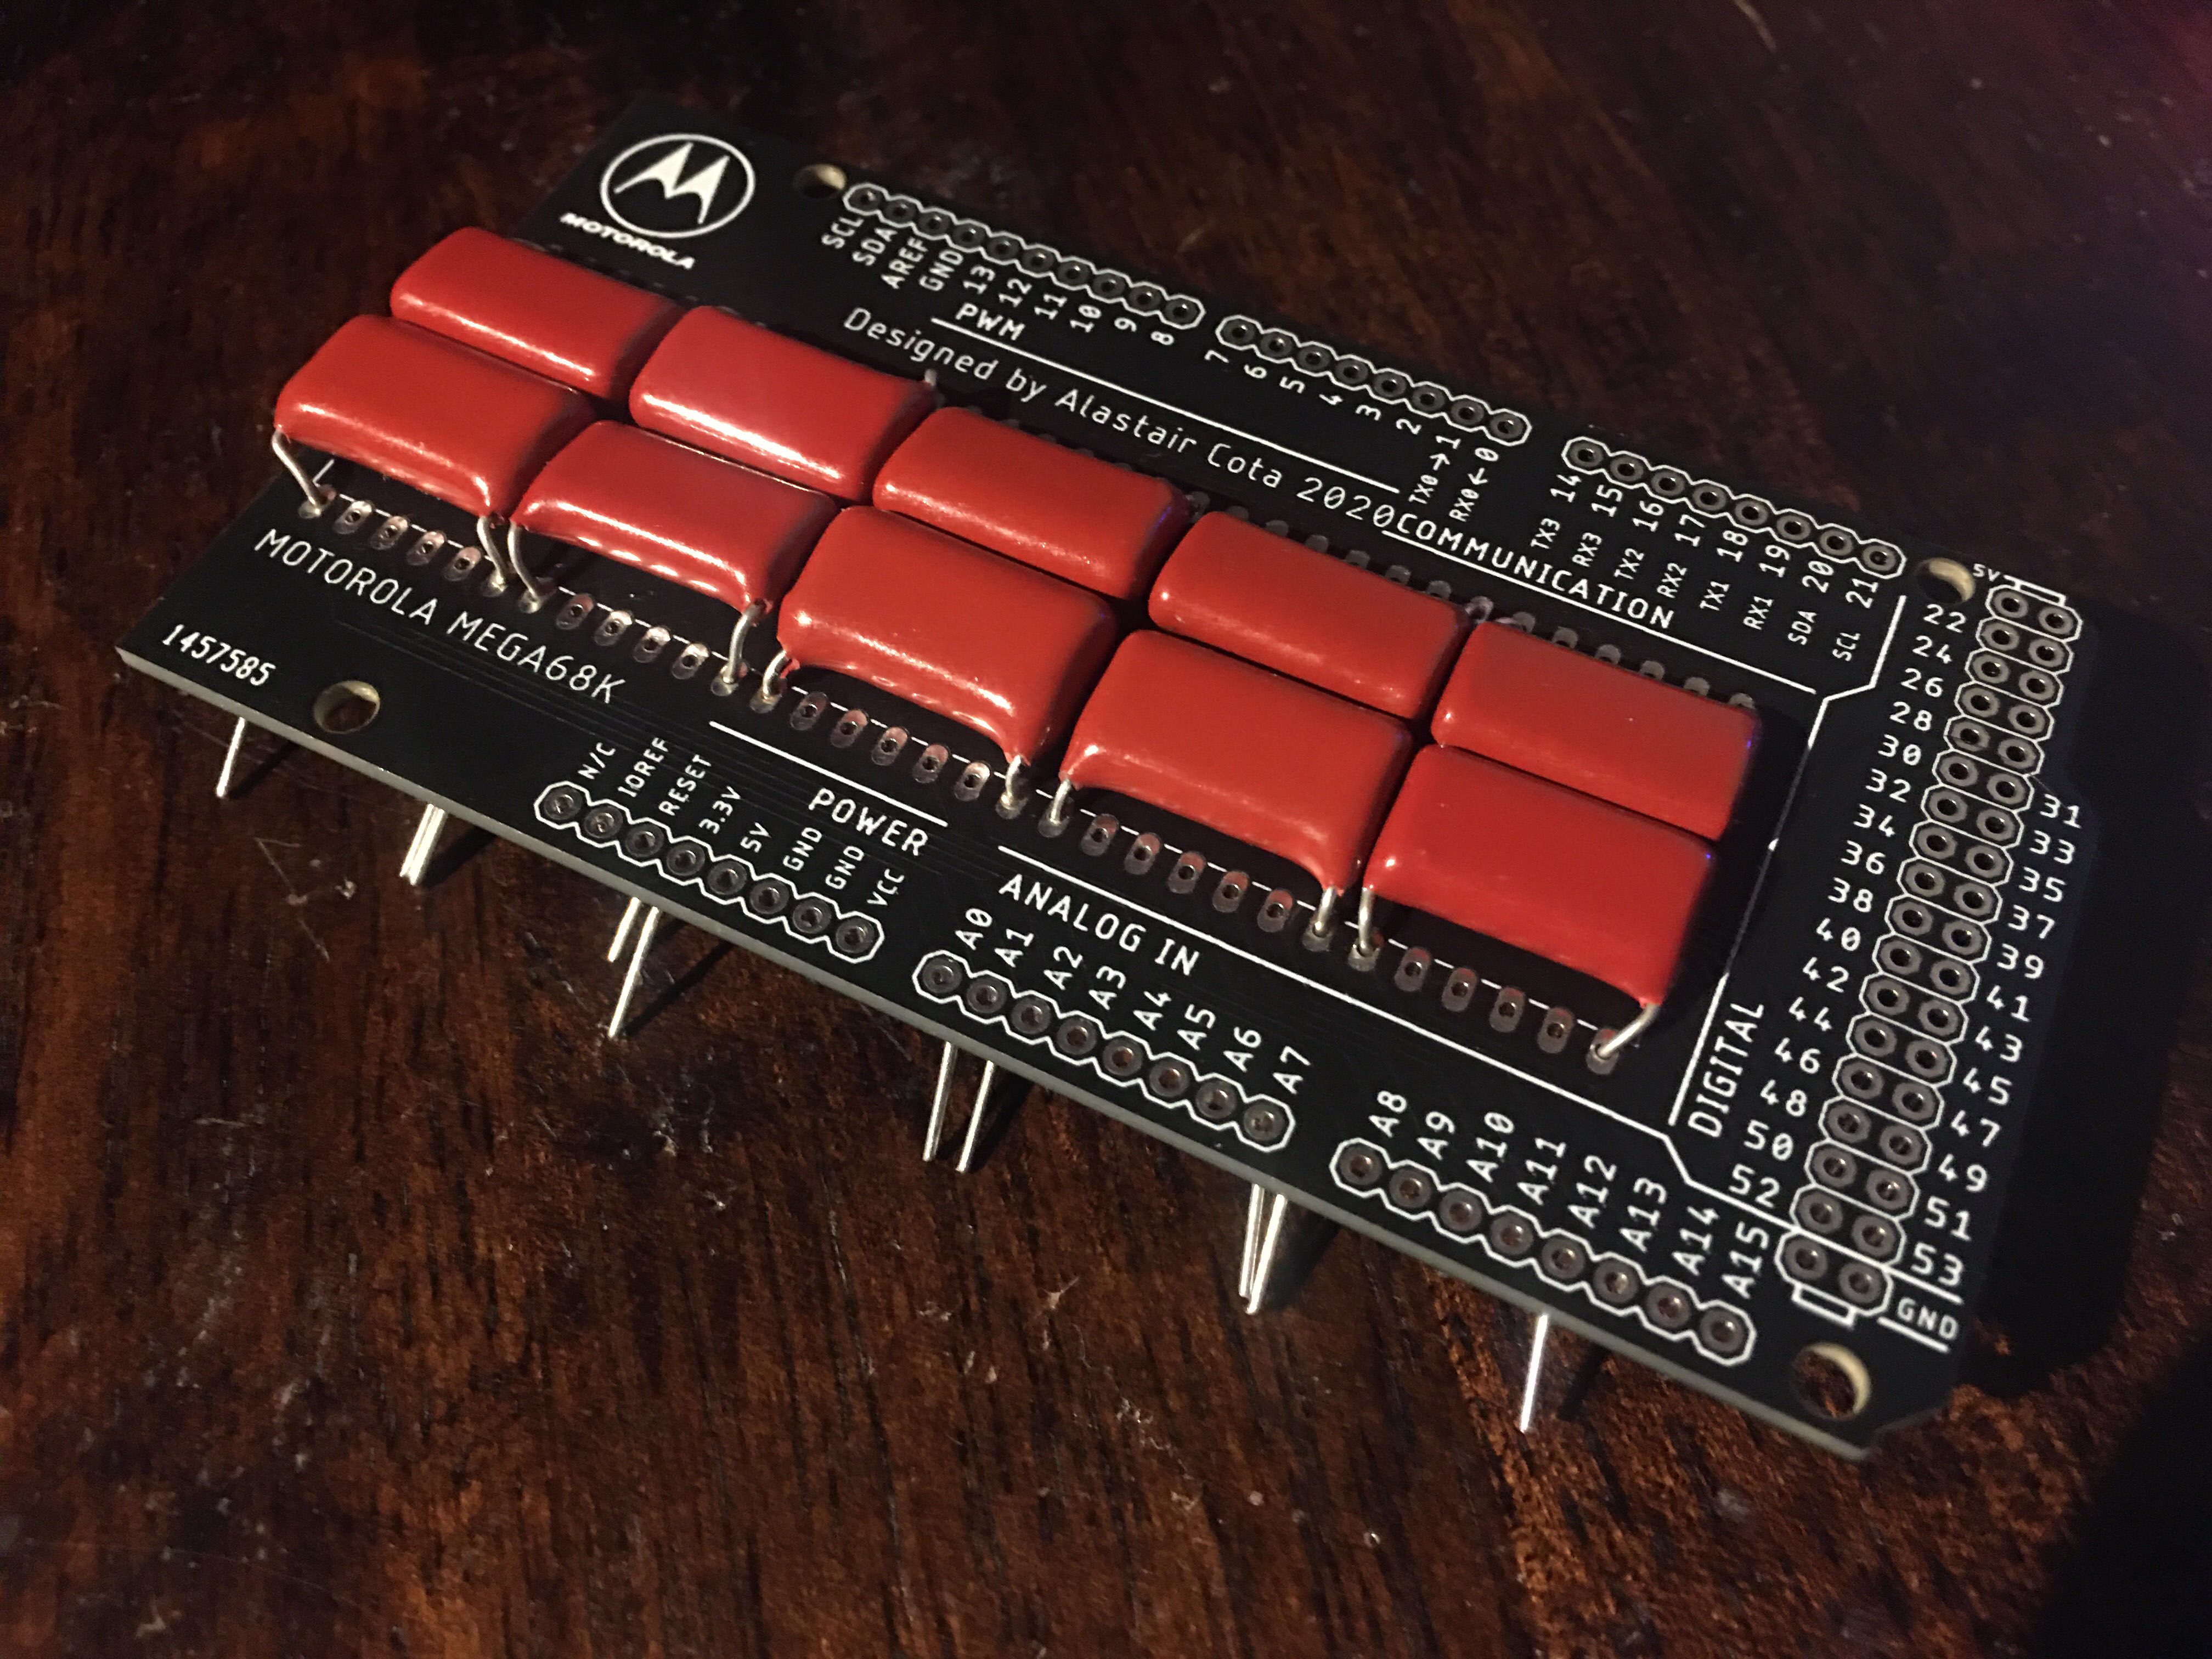 MOTOROLA
SCL
SDA
AREF
GND
13
12
11
10
9
8
7
6
5
4
3
2
TX0→1
RX0←0
PWM
Designed by Alastair Cota 2020
COMMUNICATION
TX3 14
RX3 15
TX2 16
RX2 17
TX1 18
RX1 19
SDA 20
SCL 21
5V
22
24
26
28
30
32
34
36
38
40
42
44
46
48
50
52
31
33
35
37
39
41
43
45
47
49
51
53
GND
DIGITAL
MOTOROLA MEGA68K
1457585
N/C
IOREF
RESET
3.3V
5V
GND
GND
VCC
POWER
ANALOG IN
A0
A1
A2
A3
A4
A5
A6
A7
A8
A9
A10
A11
A12
A13
A14
A15